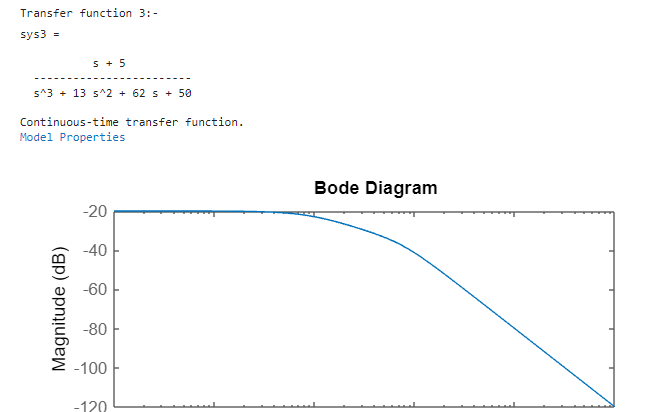 Transfer function 3:-
sys3 =
s + 5
------------------------
s^3 + 13 s^2 + 62 s + 50
Continuous-time transfer function.
Model Properties
Bode Diagram
Magnitude (dB)
-20
-40
-60
-80
-100
-120